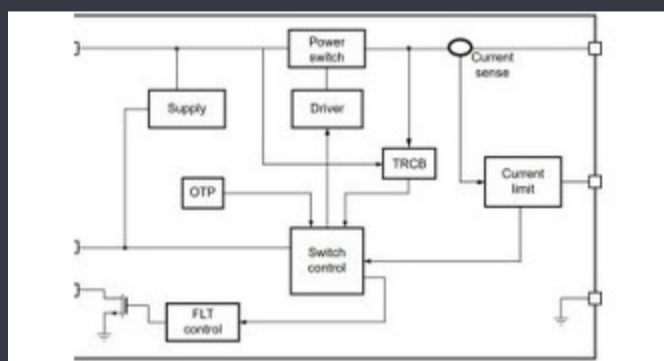 Power
switch
Current
sense
Supply
Driver
TRCB
Current
limit
OTP
Switch
control
FLT
control